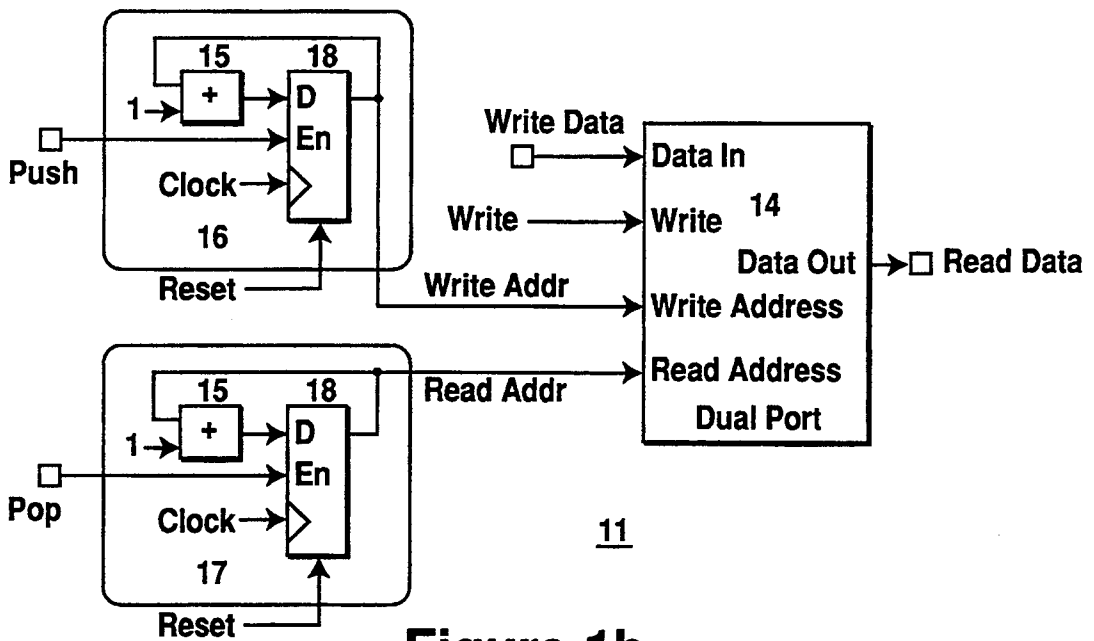 15
18
+
D
1
En
Push
Clock
16
Reset
Write Data
Data In
14
Write
Write
Data Out
Read Data
Write Addr
Write Address
15
18
Read Addr
Read Address
+
D
1
Dual Port
En
Pop
Clock
11
17
Reset
Figure 1b